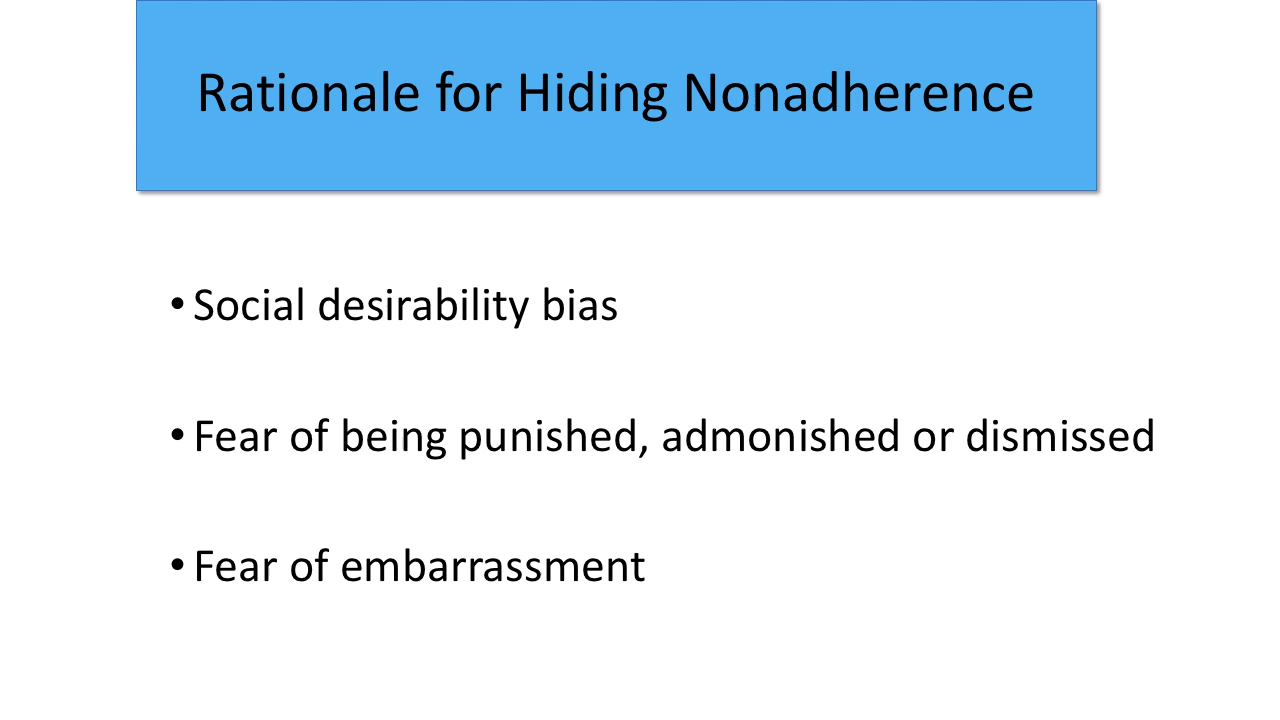 Rationale for Hiding Nonadherence
• Social desirability bias
• Fear of being punished, admonished or dismissed
• Fear of embarrassment